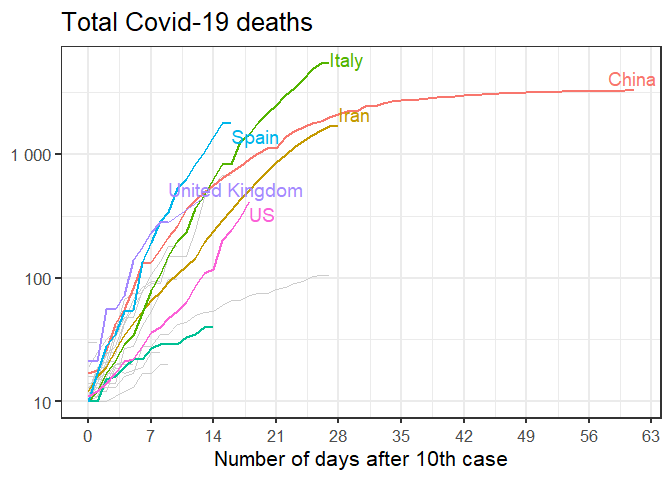 Total Covid-19 deaths
Italy
China
Iran
Spain
1 000
United Kingdom
US
100
10
0 7 14 21 28 35 42 49 56 63
Number of days after 10th case